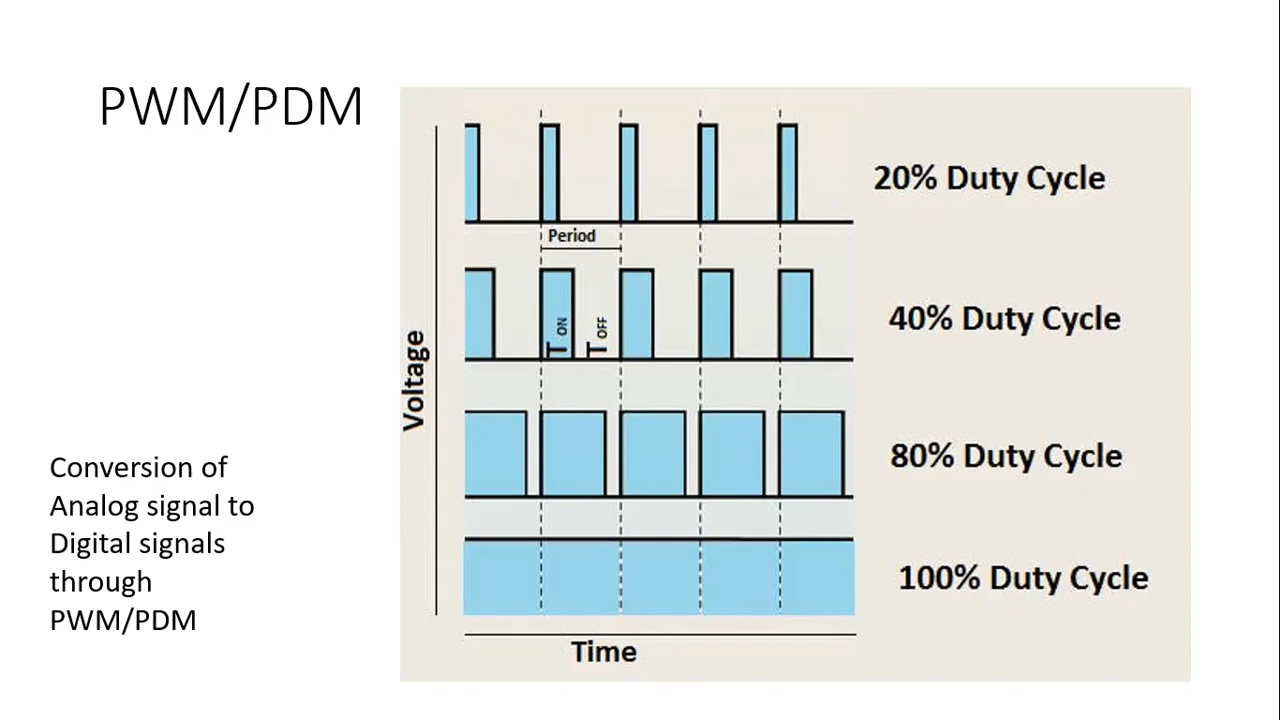 PWM/PDM
20% Duty Cycle
Period
40% Duty Cycle
T ON
T OFF
Voltage
80% Duty Cycle
100% Duty Cycle
Time
Conversion of
Analog signal to
Digital signals
through
PWM/PDM